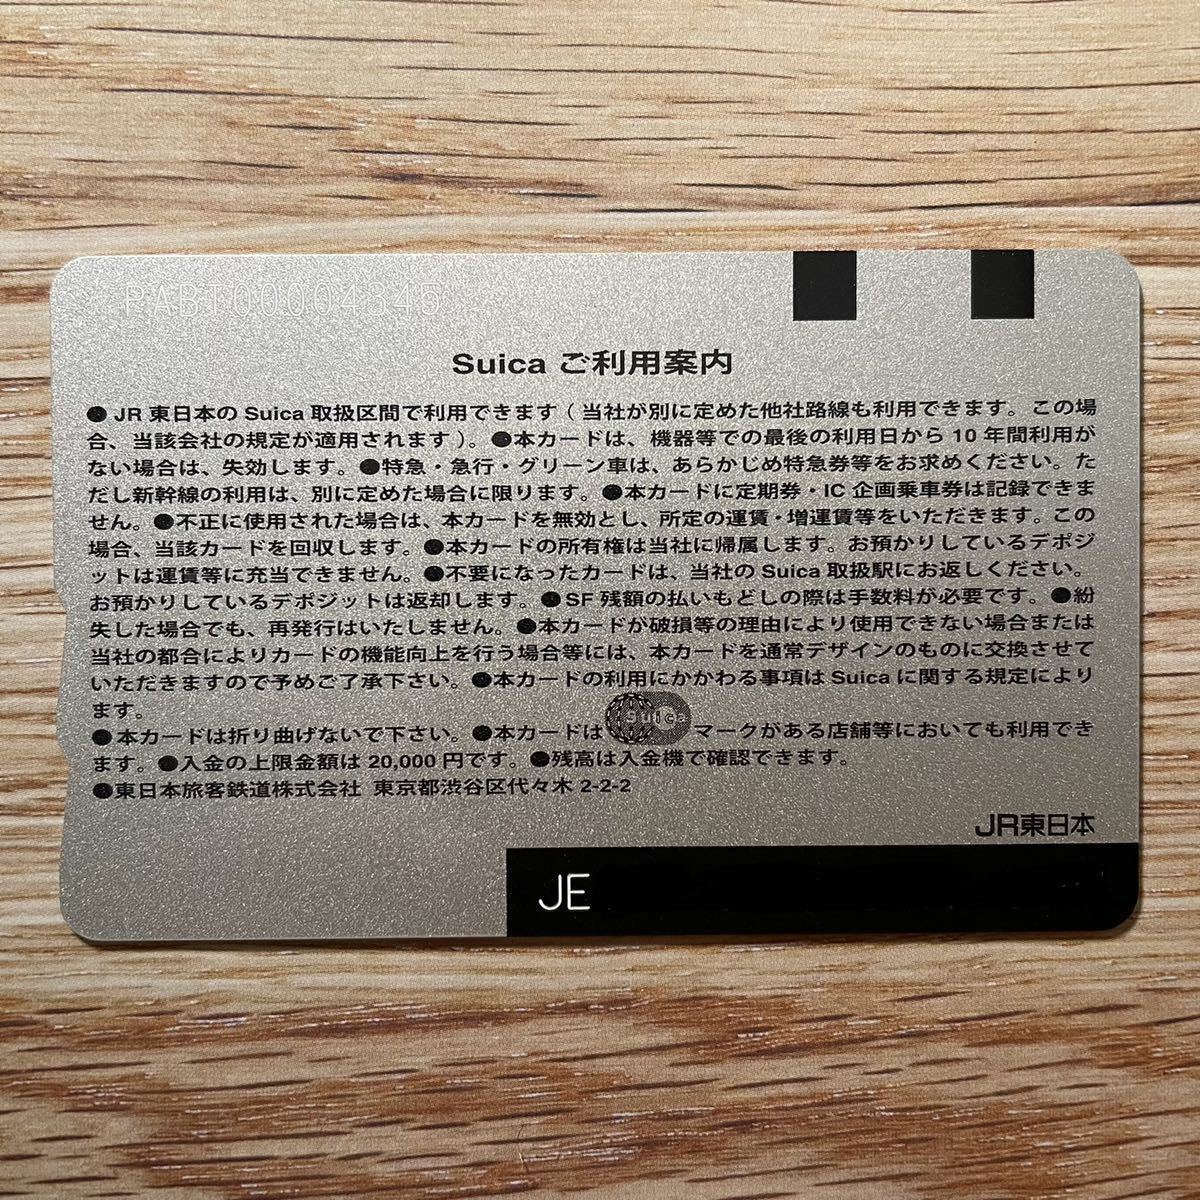 PABT00004345
Suica ご利用案内
●JR 東日本の Suica 取扱区間で利用できます（当社が別に定めた他社路線も利用できます。この場
合、当該会社の規定が適用されます）。●本カードは、機器等での最後の利用日から 10 年間利用が
ない場合は、失効します。●特急・急行・グリーン車は、あらかじめ特急券等をお求めください。た
だし新幹線の利用は、別に定めた場合に限ります。●本カードに定期券・IC 企画乗車券は記録できま
せん。●不正に使用された場合は、本カードを無効とし、所定の運賃・増運賃等をいただきます。この
場合、当該カードを回収します。●本カードの所有権は当社に帰属します。お預かりしているデポジ
ットは運賃等に充当できません。●不要になったカードは、当社の Suica 取扱駅にお返しください。
お預かりしているデポジットは返却します。●SF 残額の払いもどしの際は手数料が必要です。●紛
失した場合でも、再発行はいたしません。●本カードが破損等の理由により使用できない場合または
当社の都合によりカードの機能向上を行う場合等には、本カードを通常デザインのものに交換させて
いただきますので予めご了承下さい。●本カードの利用にかかわる事項は Suica に関する規定により
ます。
●本カードは折り曲げないで下さい。●本カードは Suica マークがある店舗等においても利用でき
ます。●入金の上限金額は 20,000 円です。●残高は入金機で確認できます。
●東日本旅客鉄道株式会社 東京都渋谷区代々木 2-2-2
JR東日本
JE